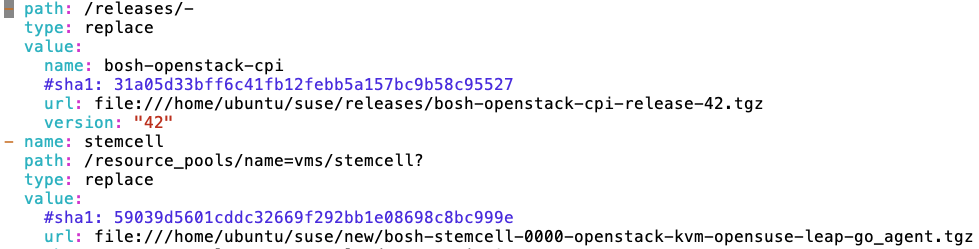 - path: /releases/-
  type: replace
  value:
    name: bosh-openstack-cpi
    #sha1: 31a05d33bff6c41fb12febb5a157bc9b58c95527
    url: file:///home/ubuntu/suse/releases/bosh-openstack-cpi-release-42.tgz
    version: "42"
- name: stemcell
  path: /resource_pools/name=vms/stemcell?
  type: replace
  value:
    #sha1: 59039d5601cddc32669f292bb1e08698c8bc999e
    url: file:///home/ubuntu/suse/new/bosh-stemcell-0000-openstack-kvm-opensuse-leap-go_agent.tgz